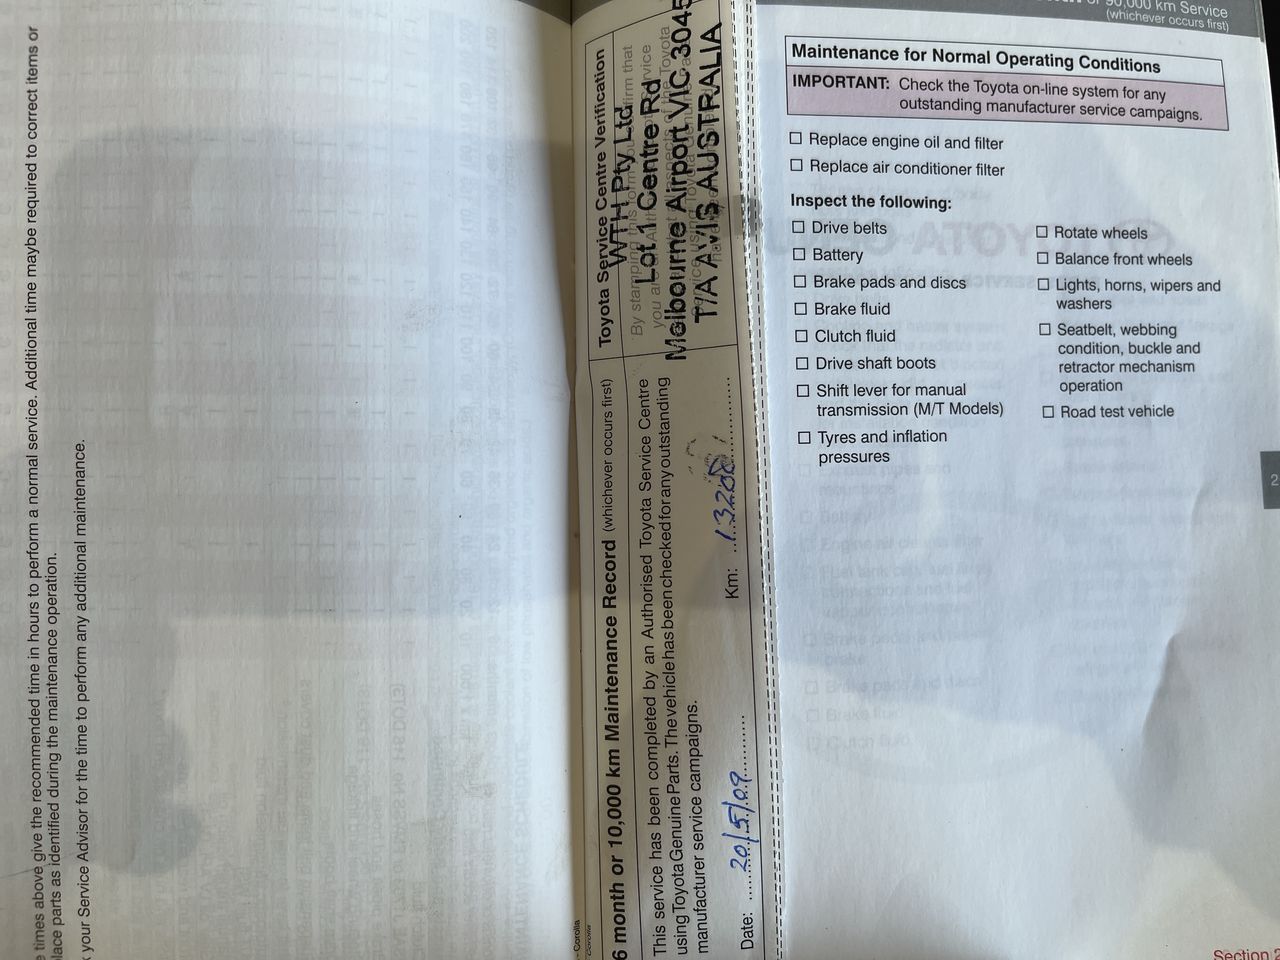 e times above give the recommended time in hours to perform a normal service. Additional time maybe required to correct items or
lace parts as identified during the maintenance operation.
your Service Advisor for the time to perform any additional maintenance.
- Corolla
6 month or 10,000 km Maintenance Record (whichever occurs first)
This service has been completed by an Authorised Toyota Service Centre
using Toyota Genuine Parts. The vehicle has been checked for any outstanding
manufacturer service campaigns.
Date: 20/5/09
Km:
Toyota Service Centre Verification
WTH Pty Ltd
Lot 1 Centre Rd
Melbourne Airport VIC 3045
T/A AVIS AUSTRALIA
km Service
(whichever occurs first)
Maintenance for Normal Operating Conditions
IMPORTANT: Check the Toyota on-line system for any
outstanding manufacturer service campaigns.
☐ Replace engine oil and filter
☐ Replace air conditioner filter
Inspect the following:
☐ Drive belts
☐ Battery
☐ Brake pads and discs
☐ Brake fluid
☐ Clutch fluid
☐ Drive shaft boots
☐ Shift lever for manual
transmission (M/T Models)
☐ Tyres and inflation
pressures
☐ Rotate wheels
☐ Balance front wheels
☐ Lights, horns, wipers and
washers
☐ Seatbelt, webbing
condition, buckle and
retractor mechanism
operation
☐ Road test vehicle
2
Section